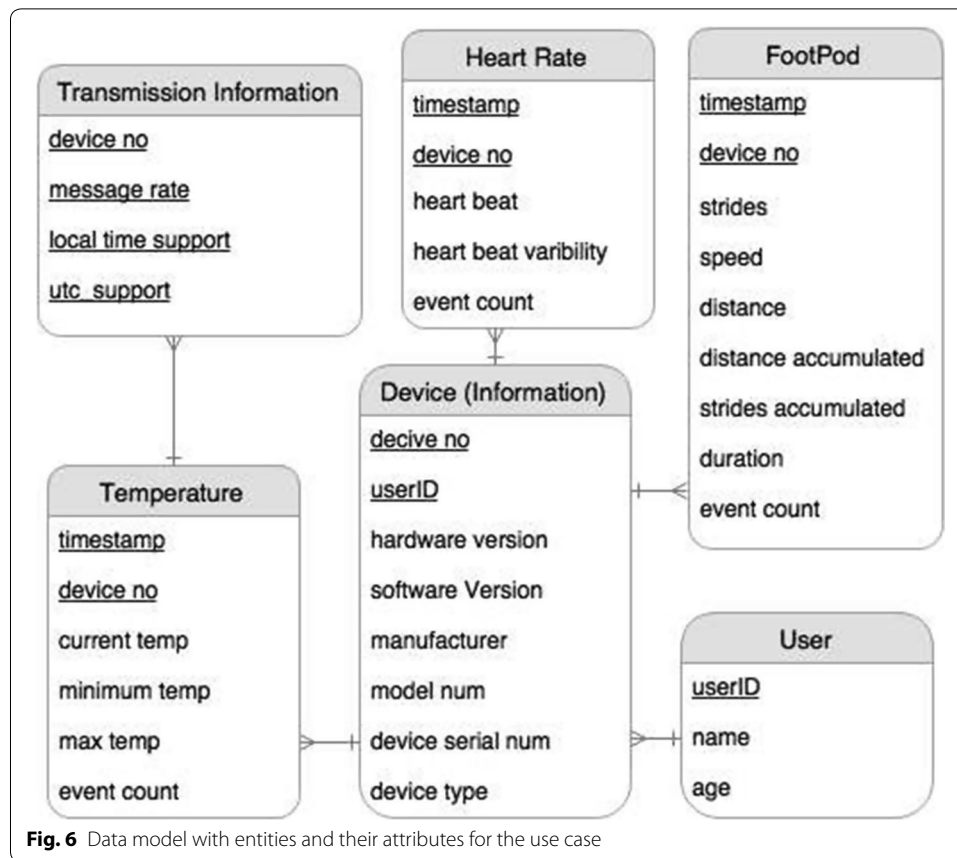 Transmission Information
device no
message rate
local time support
utc_support
Heart Rate
timestamp
device no
heart beat
heart beat varibility
event count
FootPod
timestamp
device no
strides
speed
distance
distance accumulated
strides accumulated
duration
event count
Temperature
timestamp
device no
current temp
minimum temp
max temp
event count
Device (Information)
decive no
userID
hardware version
software Version
manufacturer
model num
device serial num
device type
User
userID
name
age
Fig. 6 Data model with entities and their attributes for the use case